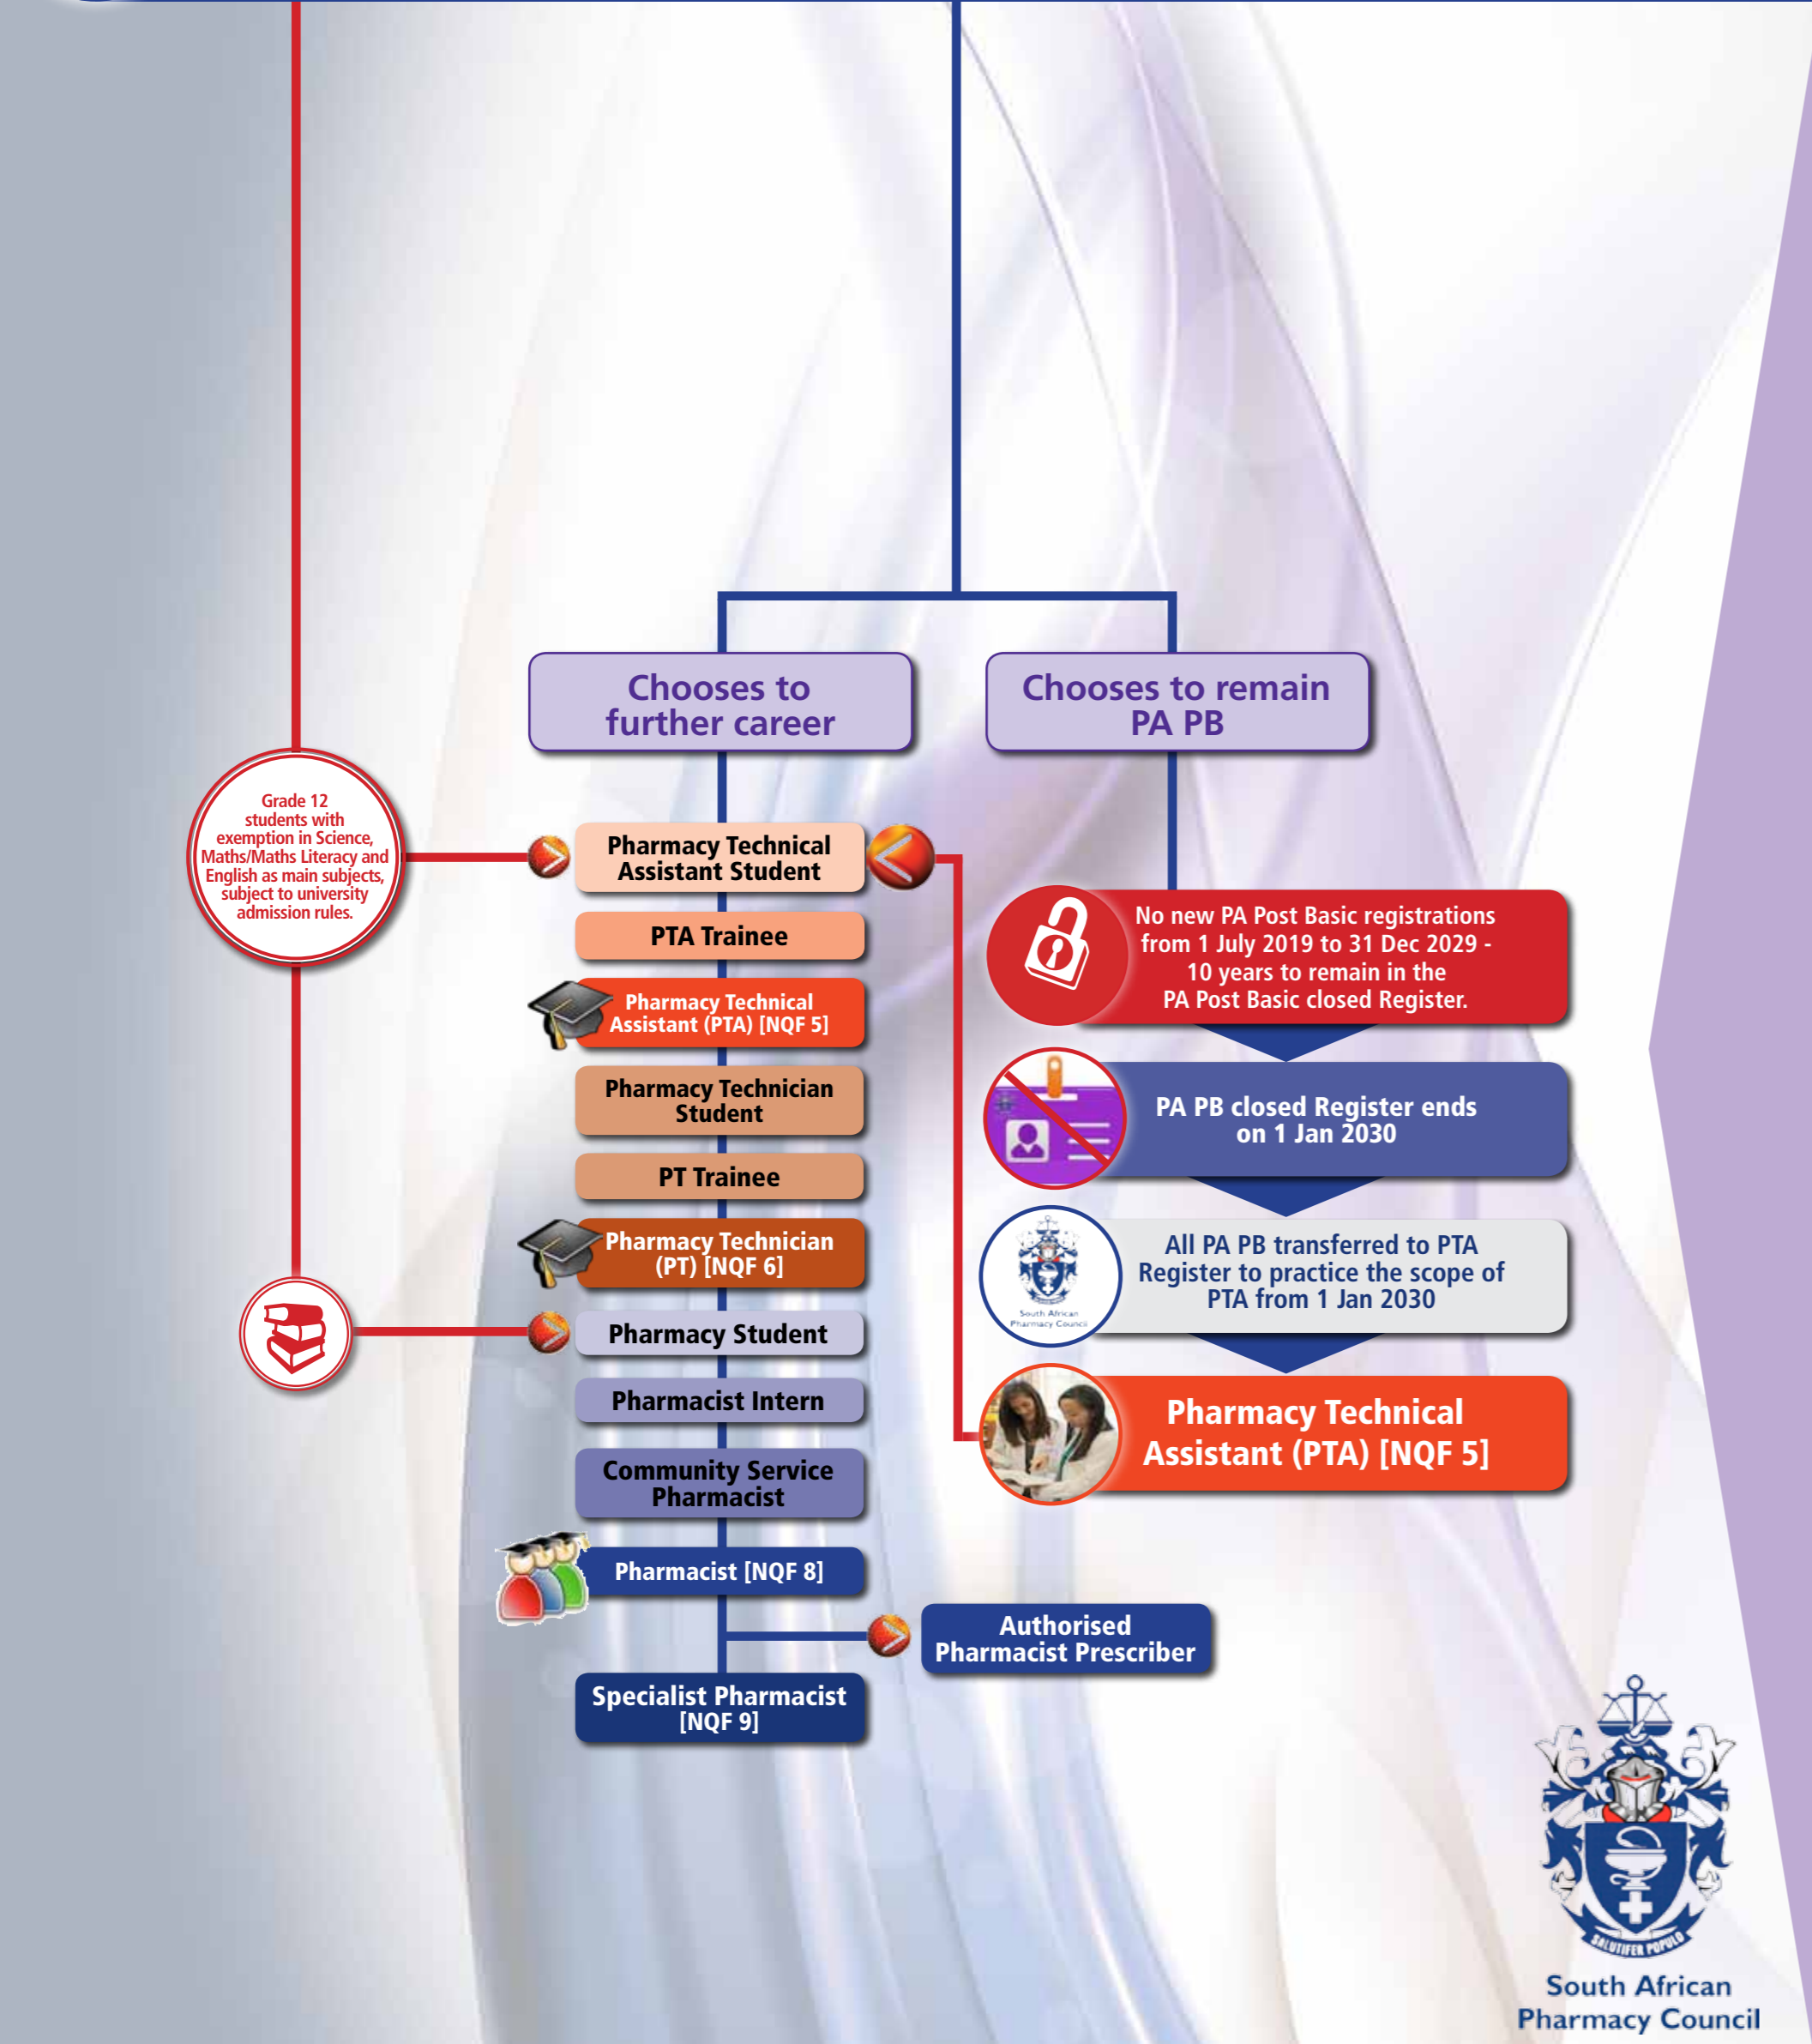 Chooses to
further career
Chooses to remain
PA PB
Grade 12
students with
exemption in Science,
Maths/Maths Literacy and
English as main subjects,
subject to university
admission rules.
Pharmacy Technical
Assistant Student
PTA Trainee
Pharmacy Technical
Assistant (PTA) [NQF 5]
Pharmacy Technician
Student
PT Trainee
Pharmacy Technician
(PT) [NQF 6]
Pharmacy Student
Pharmacist Intern
Community Service
Pharmacist
Pharmacist [NQF 8]
Authorised
Pharmacist Prescriber
Specialist Pharmacist
[NQF 9]
No new PA Post Basic registrations
from 1 July 2019 to 31 Dec 2029 -
10 years to remain in the
PA Post Basic closed Register.
PA PB closed Register ends
on 1 Jan 2030
South African
Pharmacy Council
All PA PB transferred to PTA
Register to practice the scope of
PTA from 1 Jan 2030
Pharmacy Technical
Assistant (PTA) [NQF 5]
SALUTIFER POPULO
South African
Pharmacy Council